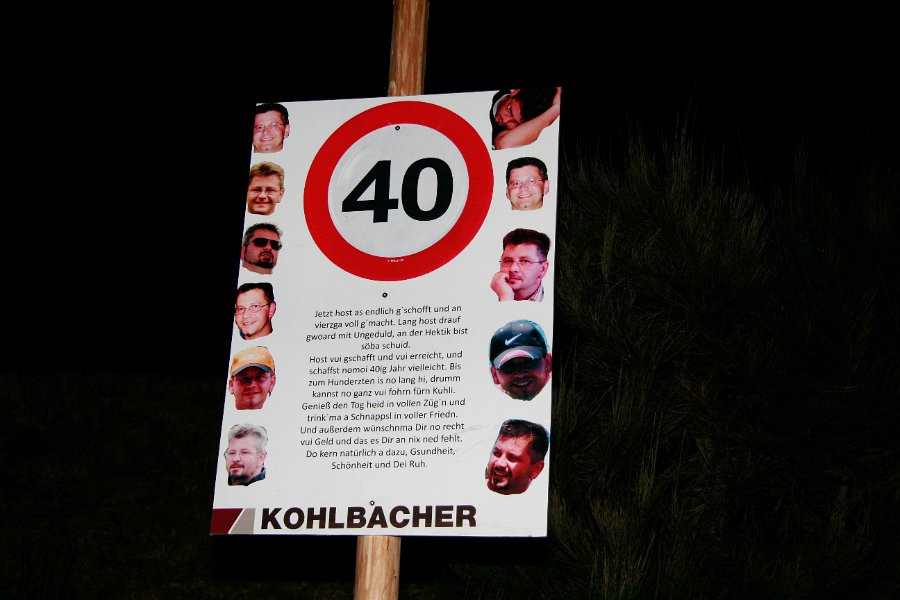 40
Jetzt host as endlich g´schofft und an
vierzga voll g´macht. Lang host drauf
gwoard mit Ungeduld, an der Hektik bist
söba schuid.
Host vui gschafft und vui erreicht, und
schaffst nomoi 40ig Jahr vielleicht. Bis
zum Hunderzten is no lang hi, drumm
kannst no ganz vui fohrn fürn Kuhli.
Genieß den Tog heid in vollen Züg´n und
trink´ma a Schnappsl in voller Friedn.
Und außerdem wünschnma Dir no recht
vui Geld und das es Dir an nix ned fehlt.
Do kern natürlich a dazu, Gsundheit,
Schönheit und Dei Ruh.
KOHLBACHER